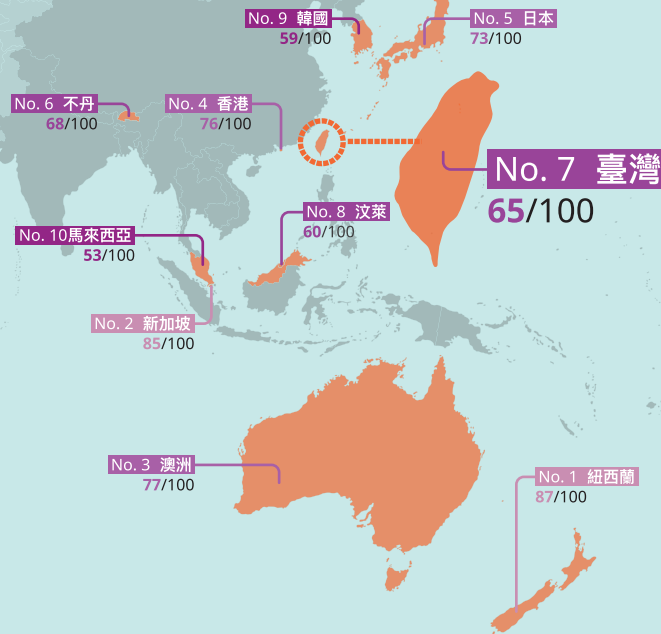 No. 9 韓國
59/100
No. 5 日本
73/100
No. 6 不丹
68/100
No. 4 香港
76/100
No. 7 臺灣
65/100
No. 8 汶萊
60/100
No. 10馬來西亞
53/100
No. 2 新加坡
85/100
No. 3 澳洲
77/100
No. 1 紐西蘭
87/100